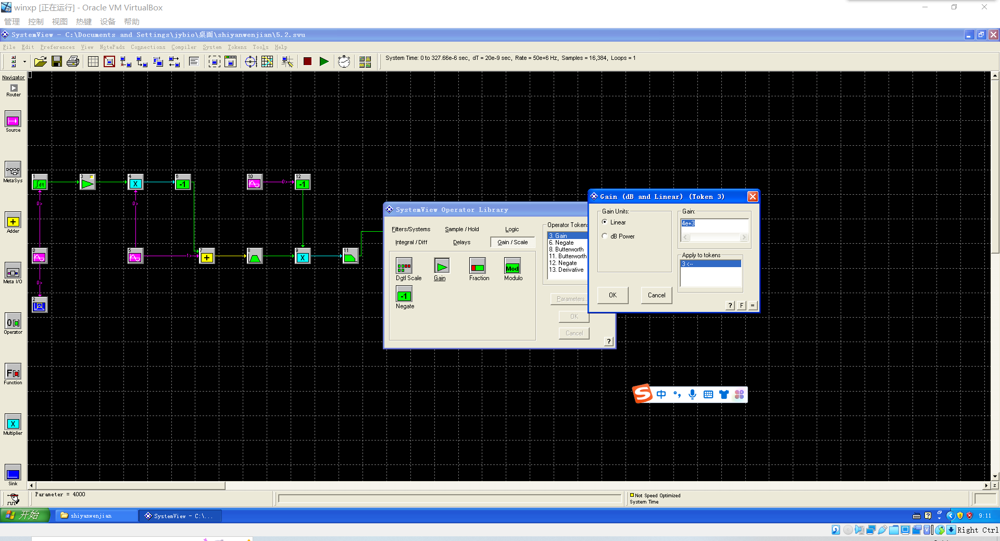 winxp [正在运行] - Oracle VM VirtualBox
管理 控制 视图 热键 设备 帮助
SystemView - C:\Documents and Settings\jybio\桌面\shiyanwenjian\5.2.svu
File Edit Preferences View NotePads Connections Compiler System Tokens Tools Help
System Time: 0 to 327.66e-6 sec, dT = 20e-9 sec, Rate = 50e+6 Hz, Samples = 16,384, Loops = 1
Navigator
Router
Source
MetaSys
Adder
Meta I/O
Operator
Function
Multiplier
Sink
1 ∫dt
3
4 X
6 -1
10
12 -1
0
5
7 +
8
9 X
11
2
SystemView Operator Library
Filters/Systems Sample / Hold Logic
Integral / Diff Delays Gain / Scale
Dgtl Scale Gain Fraction Mod Modulo
-1 Negate
Operator Token
3. Gain
6. Negate
8. Butterworth
11. Butterworth
12. Negate
13. Derivative
Parameters..
OK
Cancel
?
Gain (dB and Linear) (Token 3)
Gain Units:
Linear
dB Power
Gain:
4e+3
Apply to tokens
3 <--
OK Cancel
? F =
中
Parameter = 4000
Not Speed Optimized
System Time
开始 shiyanwenjian SystemView - C:\...
9:11
Right Ctrl